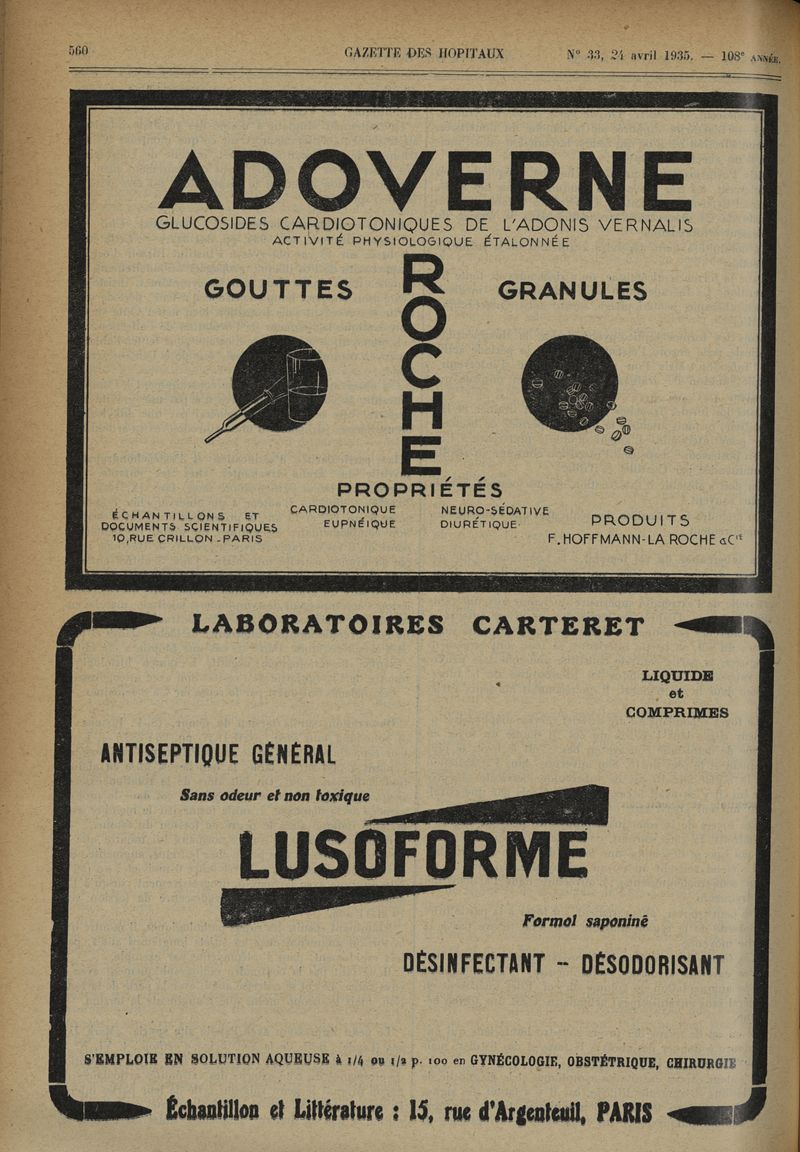 560
GAZETTE DES HOPITAUX
N° 33, 24 avril 1935. — 108e ANNÉE.
ADOVERNE
GLUCOSIDES CARDIOTONIQUES DE L'ADONIS VERNALIS
ACTIVITÉ PHYSIOLOGIQUE ÉTALONNÉE
GOUTTES
ROCHE
GRANULES
PROPRIÉTÉS
CARDIOTONIQUE
EUPNÉIQUE
NEURO-SÉDATIVE
DIURÉTIQUE
ÉCHANTILLONS ET
DOCUMENTS SCIENTIFIQUES
10, RUE CRILLON - PARIS
PRODUITS
F. HOFFMANN-LA ROCHE & Cie
LABORATOIRES CARTERET
LIQUIDE
et
COMPRIMES
ANTISEPTIQUE GÉNÉRAL
Sans odeur et non toxique
LUSOFORME
Formol saponiné
DÉSINFECTANT - DÉSODORISANT
S'EMPLOIE EN SOLUTION AQUEUSE à 1/4 ou 1/2 p. 100 en GYNÉCOLOGIE, OBSTÉTRIQUE, CHIRURGIE
Échantillon et Littérature : 15, rue d'Argenteuil, PARIS